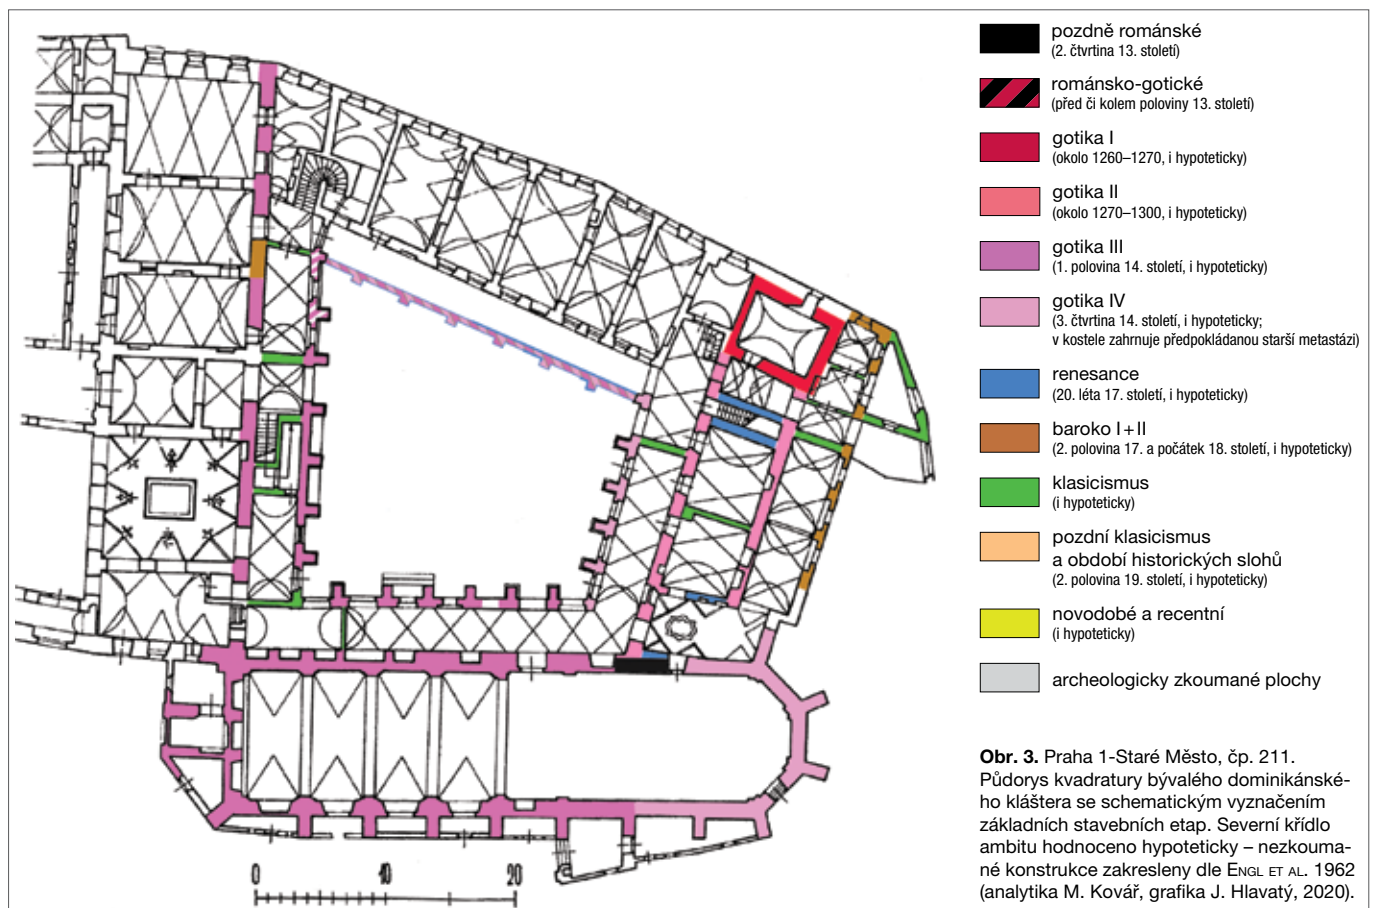 pozdně románské
(2. čtvrtina 13. století)
románsko-gotické
(před či kolem poloviny 13. století)
gotika I
(okolo 1260–1270, i hypoteticky)
gotika II
(okolo 1270–1300, i hypoteticky)
gotika III
(1. polovina 14. století, i hypoteticky)
gotika IV
(3. čtvrtina 14. století, i hypoteticky;
v kostele zahrnuje předpokládanou starší metastázi)
renesance
(20. léta 17. století, i hypoteticky)
baroko I + II
(2. polovina 17. a počátek 18. století, i hypoteticky)
klasicismus
(i hypoteticky)
pozdní klasicismus
a období historických slohů
(2. polovina 19. století, i hypoteticky)
novodobé a recentní
(i hypoteticky)
archeologicky zkoumané plochy
Obr. 3. Praha 1-Staré Město, čp. 211.
Půdorys kvadratury bývalého dominikánské-
ho kláštera se schematickým vyznačením
základních stavebních etap. Severní křídlo
ambitu hodnoceno hypoteticky – nezkouma-
né konstrukce zakresleny dle ENGL ET AL. 1962
(analytika M. Kovář, grafika J. Hlavatý, 2020).
0 10 20